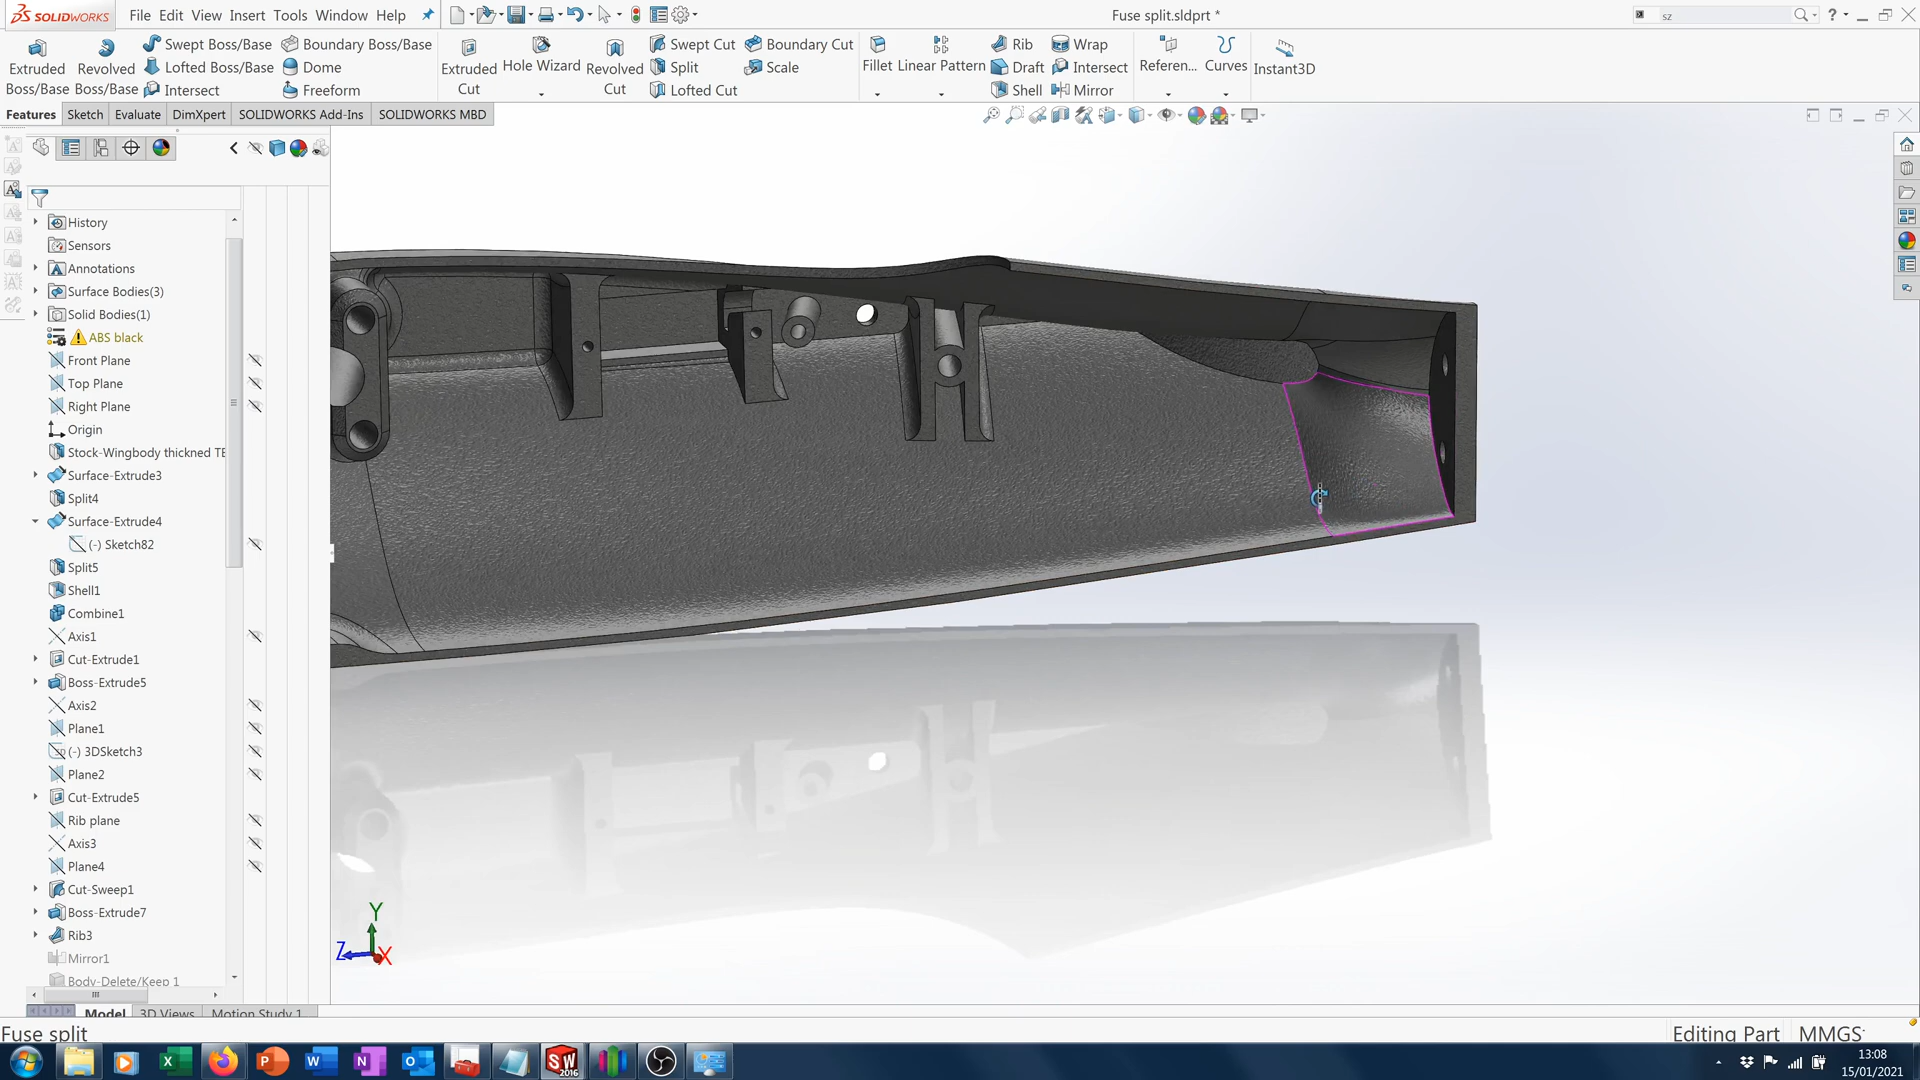 SOLIDWORKS File Edit View Insert Tools Window Help Fuse split.sldprt * sz
Extruded Boss/Base
Revolved Boss/Base
Swept Boss/Base
Lofted Boss/Base
Intersect
Boundary Boss/Base
Dome
Freeform
Extruded Cut
Hole Wizard
Revolved Cut
Swept Cut
Split
Lofted Cut
Boundary Cut
Scale
Fillet
Linear Pattern
Rib
Draft
Shell
Wrap
Intersect
Mirror
Referen...
Curves
Instant3D
Features Sketch Evaluate DimXpert SOLIDWORKS Add-Ins SOLIDWORKS MBD
History
Sensors
Annotations
Surface Bodies(3)
Solid Bodies(1)
ABS black
Front Plane
Top Plane
Right Plane
Origin
Stock-Wingbody thickned TE
Surface-Extrude3
Split4
Surface-Extrude4
(-) Sketch82
Split5
Shell1
Combine1
Axis1
Cut-Extrude1
Boss-Extrude5
Axis2
Plane1
(-) 3DSketch3
Plane2
Cut-Extrude5
Rib plane
Axis3
Plane4
Cut-Sweep1
Boss-Extrude7
Rib3
Mirror1
Body-Delete/Keep 1
Y
Z X
Model 3D Views Motion Study 1
Fuse split Editing Part MMGS
SW 2016
13:08
15/01/2021